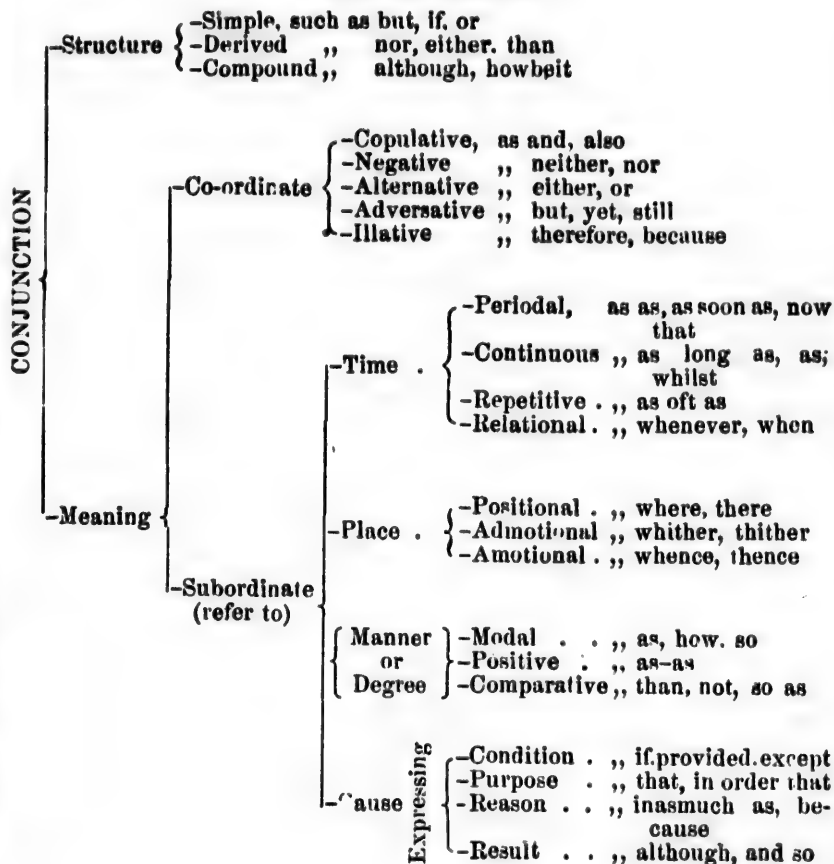 -Simple, such as but, if, or
-Structure -Derived ,, nor, either. than
-Compound ,, although, howbeit
CONJUNCTION
-Copulative, as and, also
-Negative ,, neither, nor
-Co-ordinate -Alternative ,, either, or
-Adversative ,, but, yet, still
-Illative ,, therefore, because
-Periodal, as as, as soon as, now
that
-Time . -Continuous ,, as long as, as;
whilst
-Repetitive . ,, as oft as
-Relational . ,, whenever, when
-Meaning
-Positional . ,, where, there
-Place . -Admotional ,, whither, thither
-Amotional ,, whence, thence
-Subordinate
(refer to)
Manner -Modal . . ,, as, how. so
or -Positive . ,, as-as
Degree -Comparative ,, than, not, so as
-Cause Expressing
-Condition . ,, if.provided.except
-Purpose . ,, that, in order that
-Reason . . ,, inasmuch as, be-
cause
-Result . . ,, although, and so